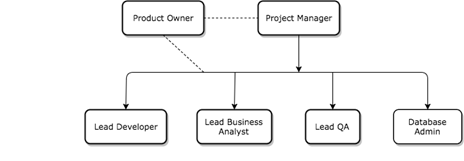 Product Owner
Project Manager
Lead Developer
Lead Business
Analyst
Lead QA
Database
Admin